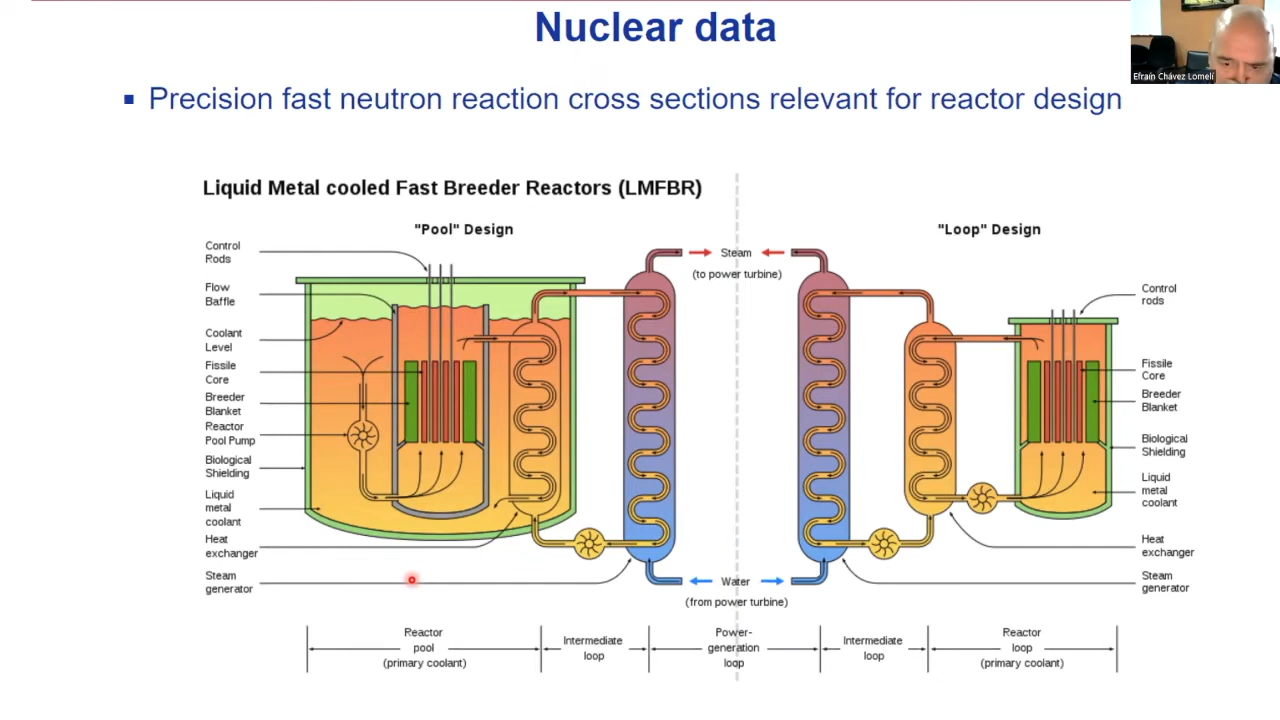 Nuclear data
Efraín Chávez Lomelí
▪ Precision fast neutron reaction cross sections relevant for reactor design
Liquid Metal cooled Fast Breeder Reactors (LMFBR)
"Pool" Design
"Loop" Design
Control
Rods
Flow
Baffle
Coolant
Level
Fissile
Core
Breeder
Blanket
Reactor
Pool Pump
Biological
Shielding
Liquid
metal
coolant
Heat
exchanger
Steam
generator
Steam
(to power turbine)
Water
(from power turbine)
Control
rods
Fissile
Core
Breeder
Blanket
Biological
Shielding
Liquid
metal
coolant
Heat
exchanger
Steam
generator
Reactor
pool
(primary coolant)
Intermediate
loop
Power-
generation
loop
Intermediate
loop
Reactor
loop
(primary coolant)